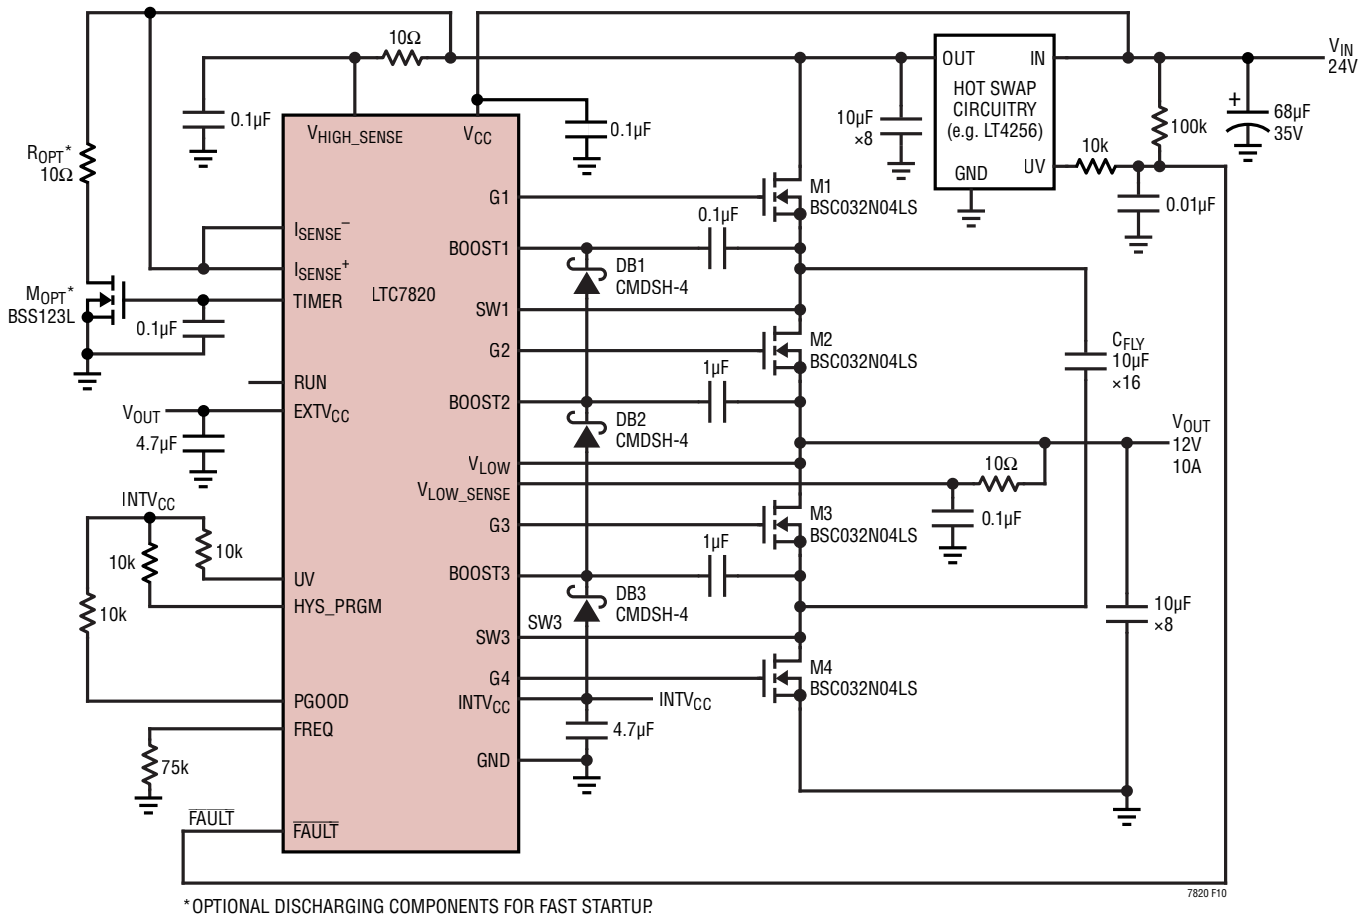 10Ω
V_IN
24V
OUT
IN
HOT SWAP
CIRCUITRY
(e.g. LT4256)
GND
UV
0.1µF
0.1µF
10µF
×8
+
68µF
35V
100k
10k
0.01µF
V_HIGH_SENSE
V_CC
R_OPT*
10Ω
G1
M1
BSC032N04LS
0.1µF
I_SENSE–
BOOST1
I_SENSE+
DB1
CMDSH-4
LTC7820
M_OPT*
BSS123L
TIMER
0.1µF
SW1
G2
M2
BSC032N04LS
C_FLY
10µF
×16
1µF
RUN
BOOST2
V_OUT
EXTV_CC
4.7µF
DB2
CMDSH-4
V_OUT
12V
10A
V_LOW
10Ω
V_LOW_SENSE
0.1µF
INTV_CC
G3
M3
BSC032N04LS
10k
10k
1µF
UV
BOOST3
HYS_PRGM
10k
DB3
CMDSH-4
10µF
×8
SW3
SW3
G4
M4
BSC032N04LS
PGOOD
INTV_CC
INTV_CC
FREQ
4.7µF
75k
GND
FAULT
FAULT
7820 F10
*OPTIONAL DISCHARGING COMPONENTS FOR FAST STARTUP.